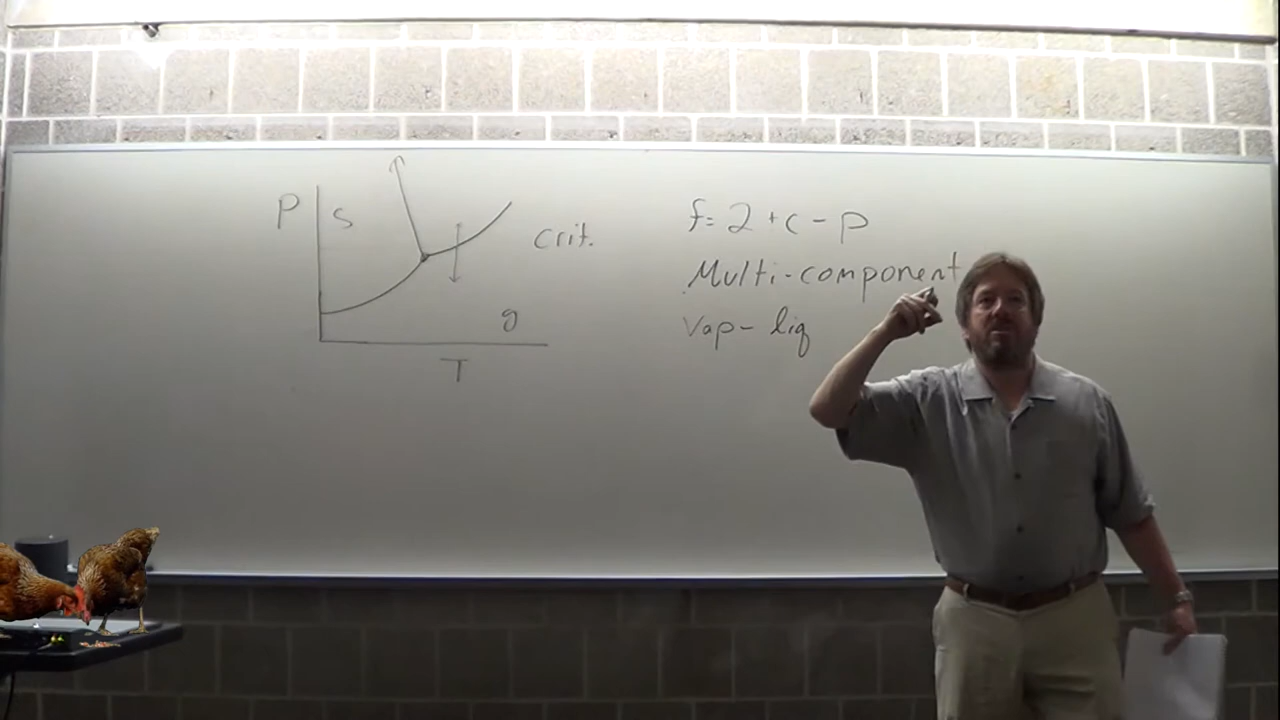 P
S
crit.
g
T
f = 2 + c - p
Multi-component
Vap - liq